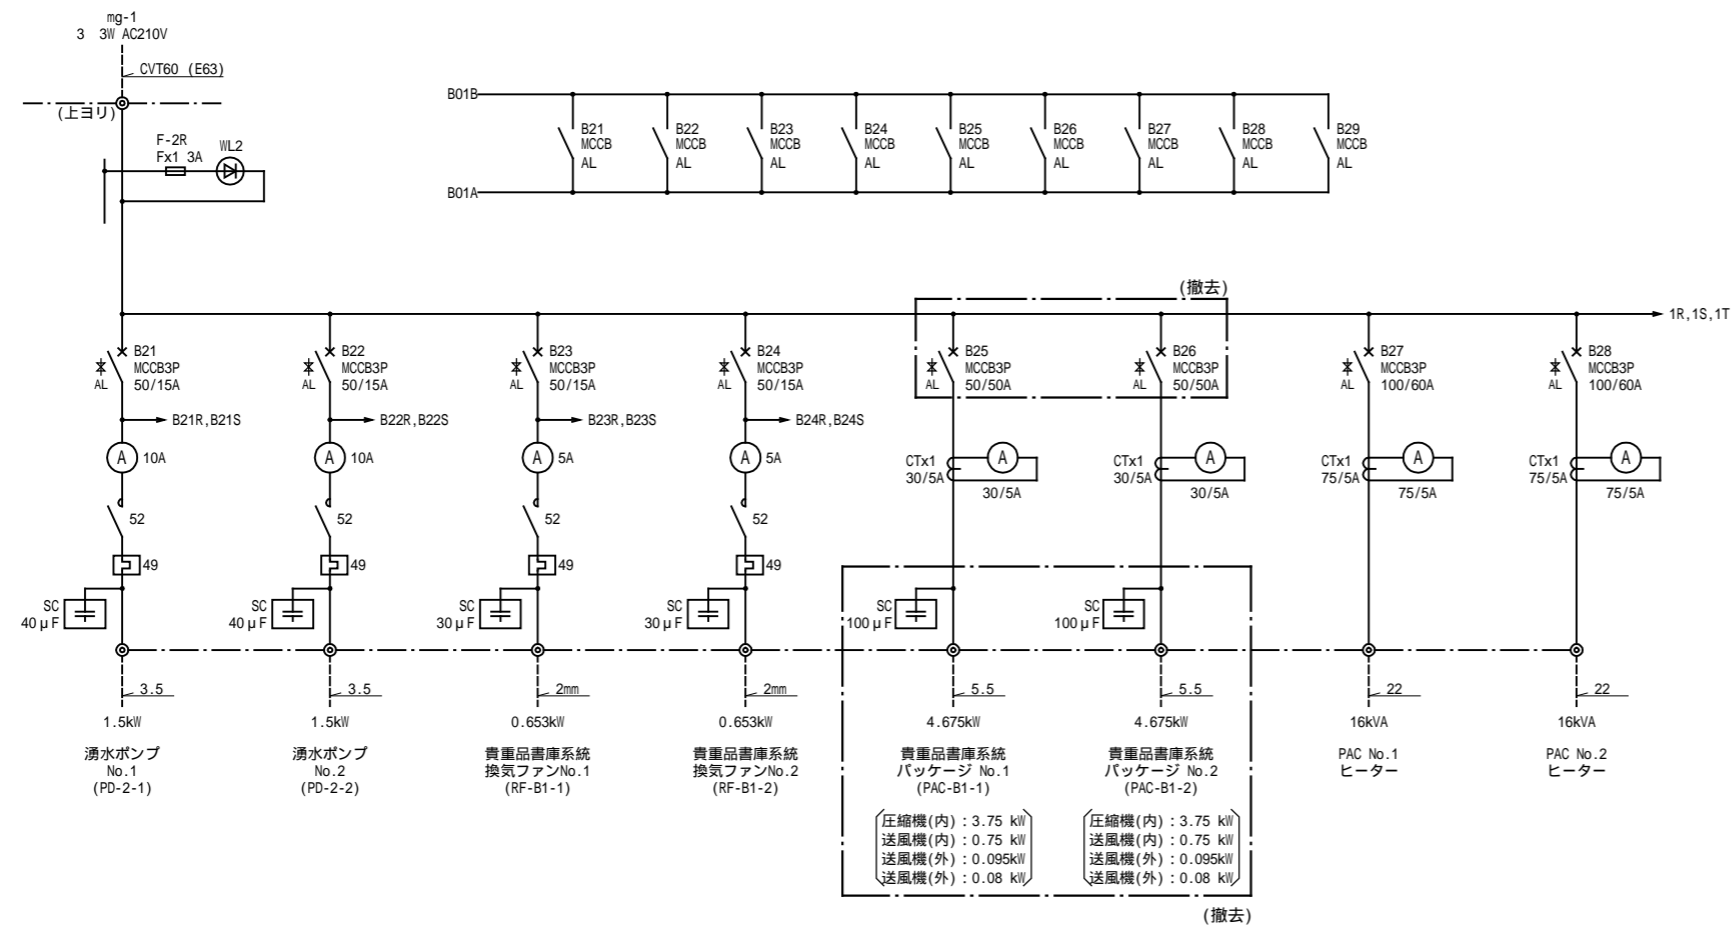 mg-1
3 3W AC210V
CVT60 (E63)
(上ヨリ)
F-2R
Fx1 3A
WL2
B01B
B21
MCCB
AL
B22
MCCB
AL
B23
MCCB
AL
B24
MCCB
AL
B25
MCCB
AL
B26
MCCB
AL
B27
MCCB
AL
B28
MCCB
AL
B29
MCCB
AL
B01A
(撤去)
1R,1S,1T
B21
MCCB3P
50/15A
AL
B22
MCCB3P
50/15A
AL
B23
MCCB3P
50/15A
AL
B24
MCCB3P
50/15A
AL
B25
MCCB3P
50/50A
AL
B26
MCCB3P
50/50A
AL
B27
MCCB3P
100/60A
AL
B28
MCCB3P
100/60A
AL
B21R,B21S
B22R,B22S
B23R,B23S
B24R,B24S
A 10A
A 10A
A 5A
A 5A
CTx1
30/5A
A
30/5A
CTx1
30/5A
A
30/5A
CTx1
75/5A
A
75/5A
CTx1
75/5A
A
75/5A
52
52
52
52
49
49
49
49
SC
40μF
SC
40μF
SC
30μF
SC
30μF
SC
100μF
SC
100μF
3.5
3.5
2mm
2mm
5.5
5.5
22
22
1.5kW
1.5kW
0.653kW
0.653kW
4.675kW
4.675kW
16kVA
16kVA
湧水ポンプ
No.1
(PD-2-1)
湧水ポンプ
No.2
(PD-2-2)
貴重品書庫系統
換気ファンNo.1
(RF-B1-1)
貴重品書庫系統
換気ファンNo.2
(RF-B1-2)
貴重品書庫系統
パッケージ No.1
(PAC-B1-1)
貴重品書庫系統
パッケージ No.2
(PAC-B1-2)
PAC No.1
ヒーター
PAC No.2
ヒーター
圧縮機(内) : 3.75 kW
送風機(内) : 0.75 kW
送風機(外) : 0.095kW
送風機(外) : 0.08 kW
圧縮機(内) : 3.75 kW
送風機(内) : 0.75 kW
送風機(外) : 0.095kW
送風機(外) : 0.08 kW
(撤去)